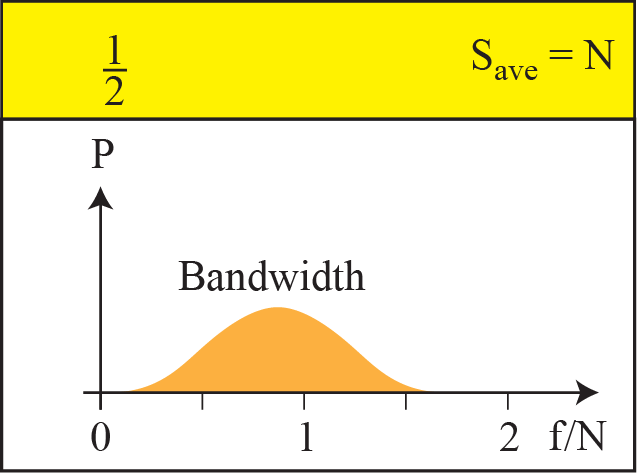 1/2
S_ave = N
P
Bandwidth
0 1 2 f/N